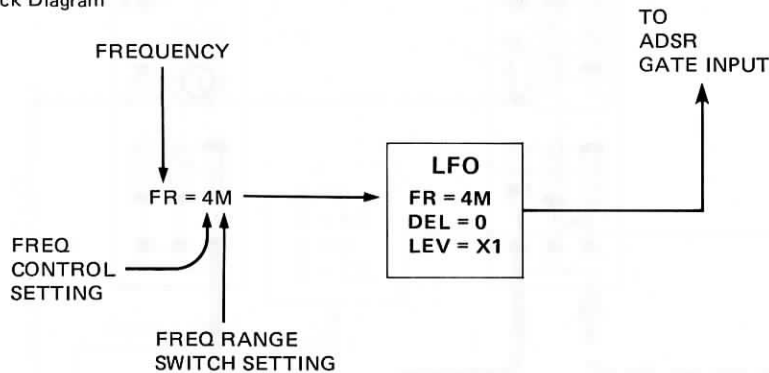 Diagram
TO
ADSR
GATE INPUT
FREQUENCY
FR = 4M
LFO
FR = 4M
DEL = 0
LEV = X1
FREQ
CONTROL
SETTING
FREQ RANGE
SWITCH SETTING